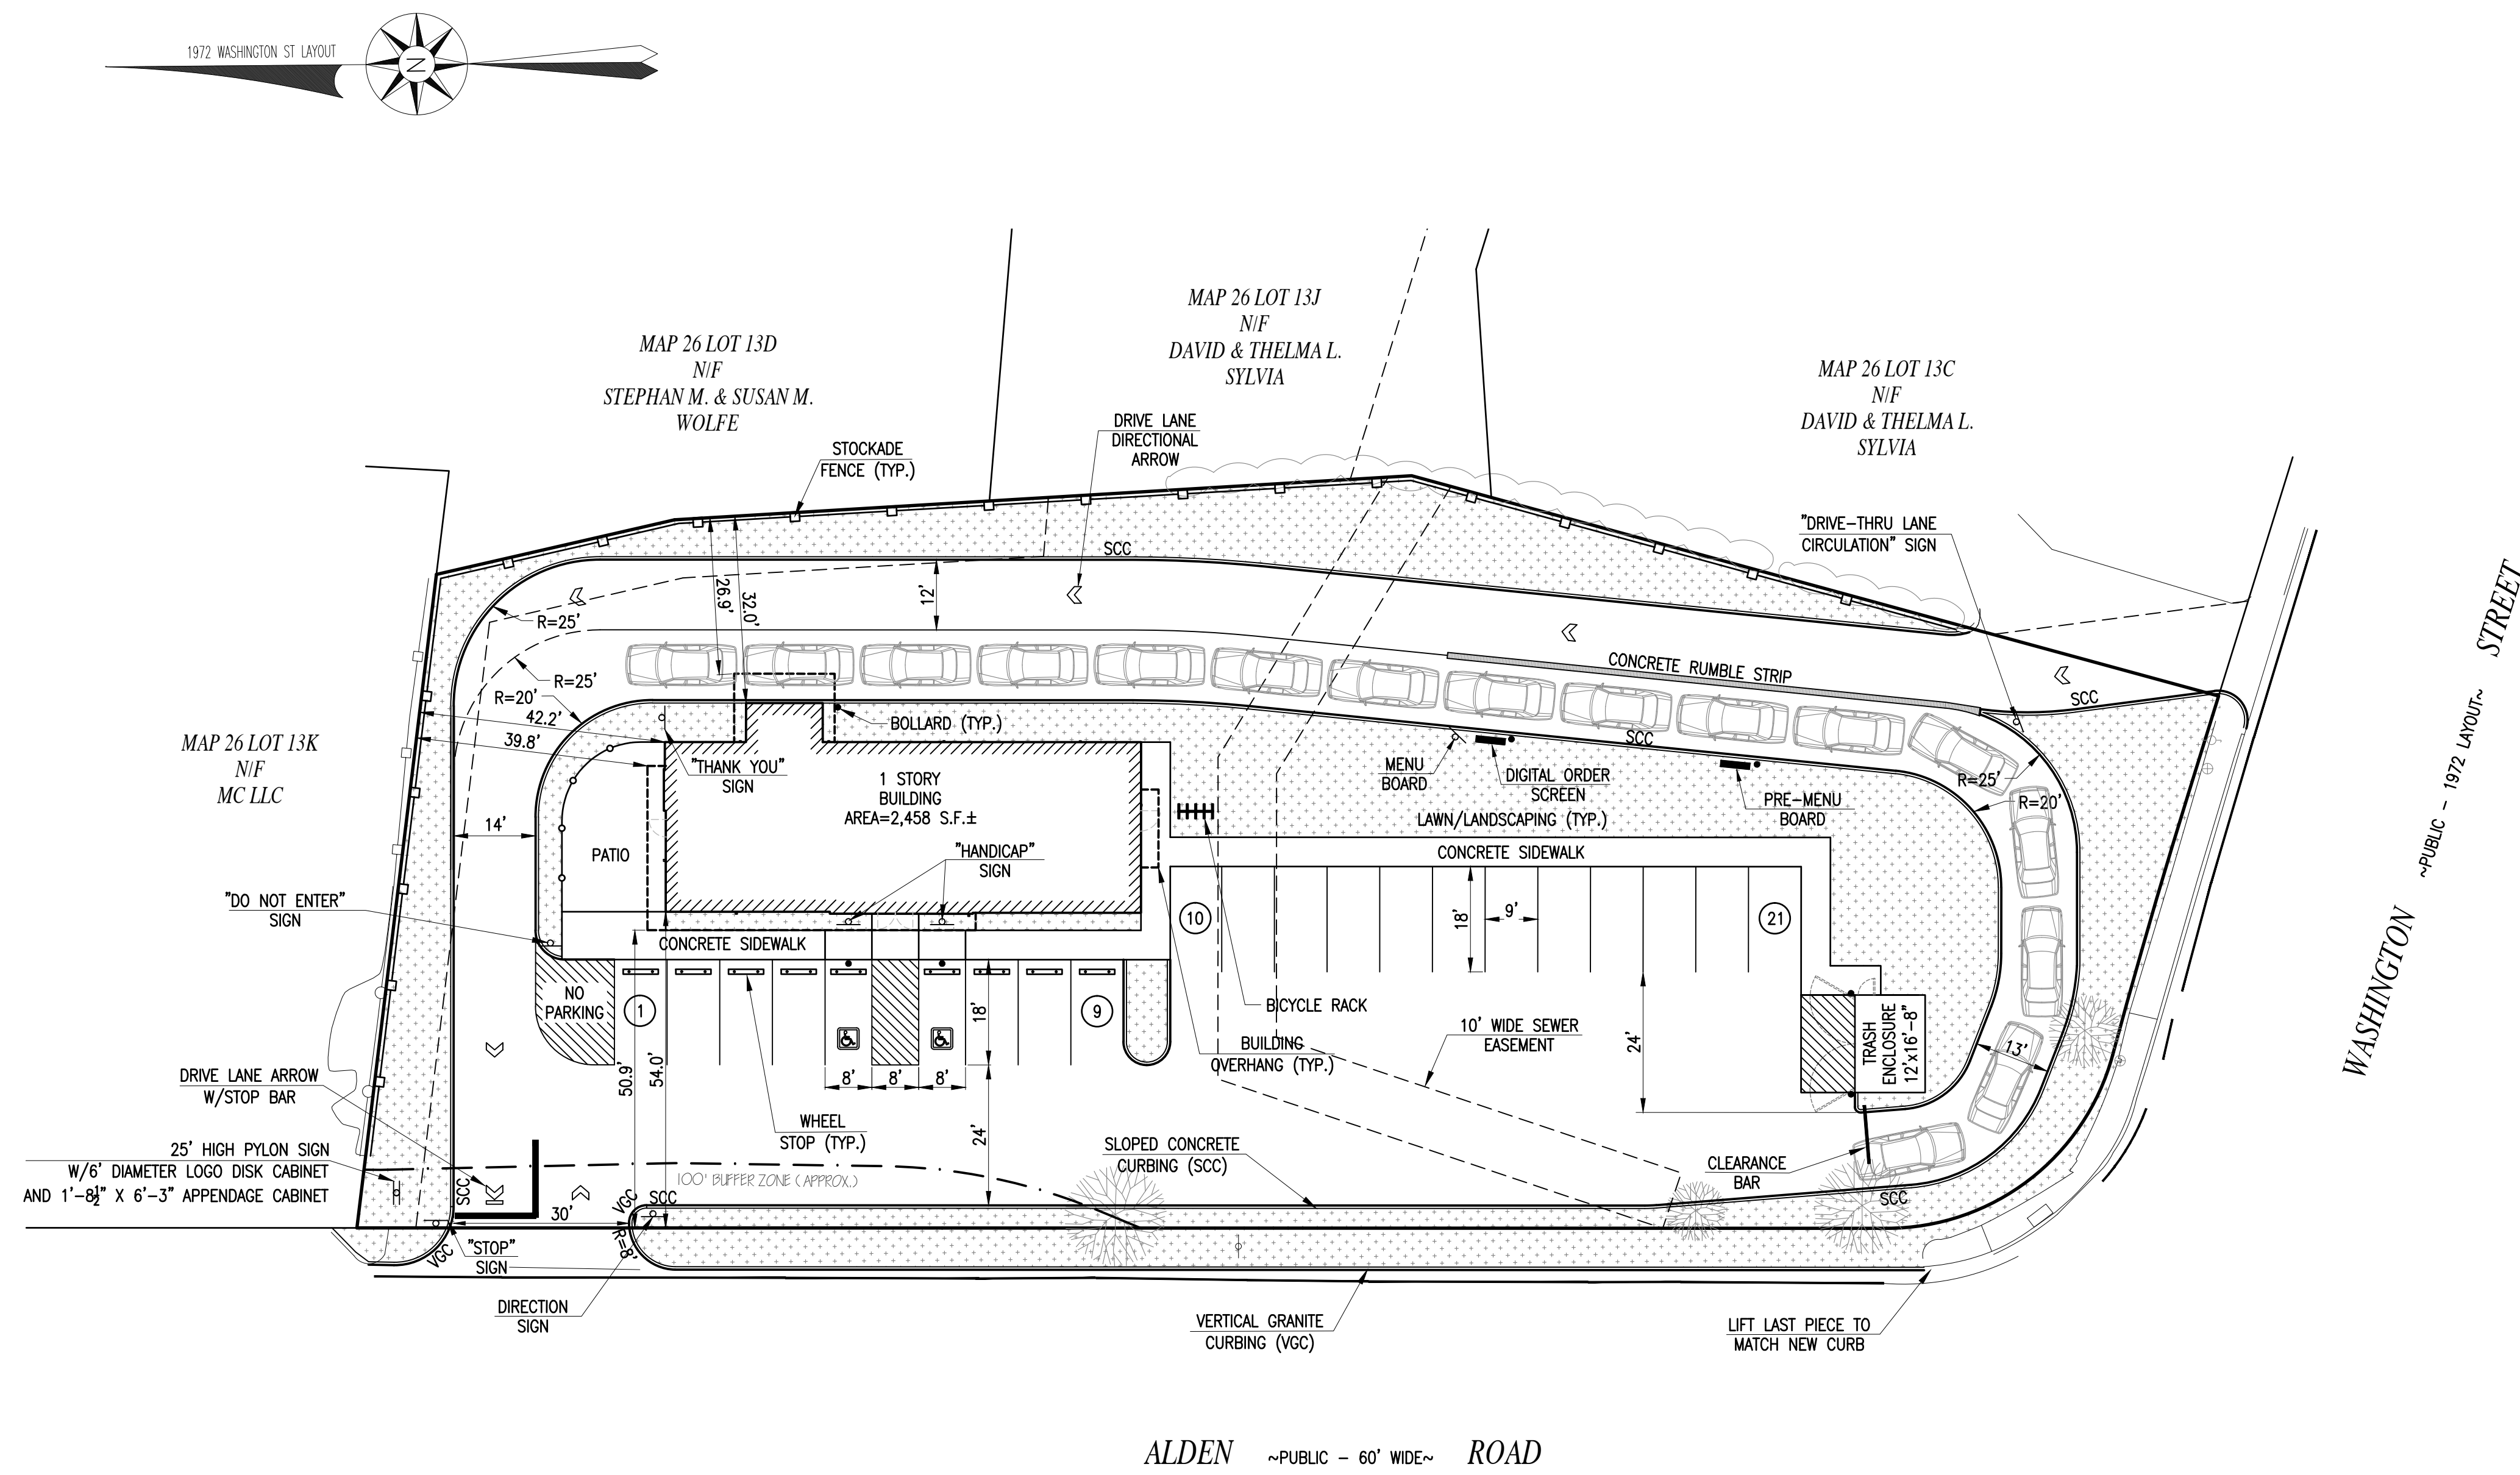 1972 WASHINGTON ST LAYOUT
N
MAP 26 LOT 13D
N/F
STEPHAN M. & SUSAN M.
WOLFE
MAP 26 LOT 13J
N/F
DAVID & THELMA L.
SYLVIA
MAP 26 LOT 13C
N/F
DAVID & THELMA L.
SYLVIA
MAP 26 LOT 13K
N/F
MC LLC
STOCKADE
FENCE (TYP.)
DRIVE LANE
DIRECTIONAL
ARROW
"DRIVE-THRU LANE
CIRCULATION" SIGN
SCC
26.9'
32.0'
12'
R=25'
R=25'
R=20'
42.2'
39.8'
CONCRETE RUMBLE STRIP
SCC
BOLLARD (TYP.)
"THANK YOU"
SIGN
1 STORY
BUILDING
AREA=2,458 S.F.±
MENU
BOARD
DIGITAL ORDER
SCREEN
SCC
PRE-MENU
BOARD
R=25'
R=20'
LAWN/LANDSCAPING (TYP.)
14'
PATIO
"HANDICAP"
SIGN
CONCRETE SIDEWALK
"DO NOT ENTER"
SIGN
CONCRETE SIDEWALK
10
18'
9'
21
NO
PARKING
1
9
18'
BICYCLE RACK
BUILDING
OVERHANG (TYP.)
10' WIDE SEWER
EASEMENT
24'
TRASH
ENCLOSURE
12'x16'-8"
13'
50.9'
54.0'
8'
8'
8'
DRIVE LANE ARROW
W/STOP BAR
WHEEL
STOP (TYP.)
24'
25' HIGH PYLON SIGN
W/6' DIAMETER LOGO DISK CABINET
AND 1'-8½" X 6'-3" APPENDAGE CABINET
SCC
100' BUFFER ZONE (APPROX.)
SLOPED CONCRETE
CURBING (SCC)
CLEARANCE
BAR
SCC
30'
VGC
SCC
R=8'
VGC
"STOP"
SIGN
DIRECTION
SIGN
VERTICAL GRANITE
CURBING (VGC)
LIFT LAST PIECE TO
MATCH NEW CURB
WASHINGTON ~PUBLIC - 1972 LAYOUT~ STREET
ALDEN ~PUBLIC - 60' WIDE~ ROAD